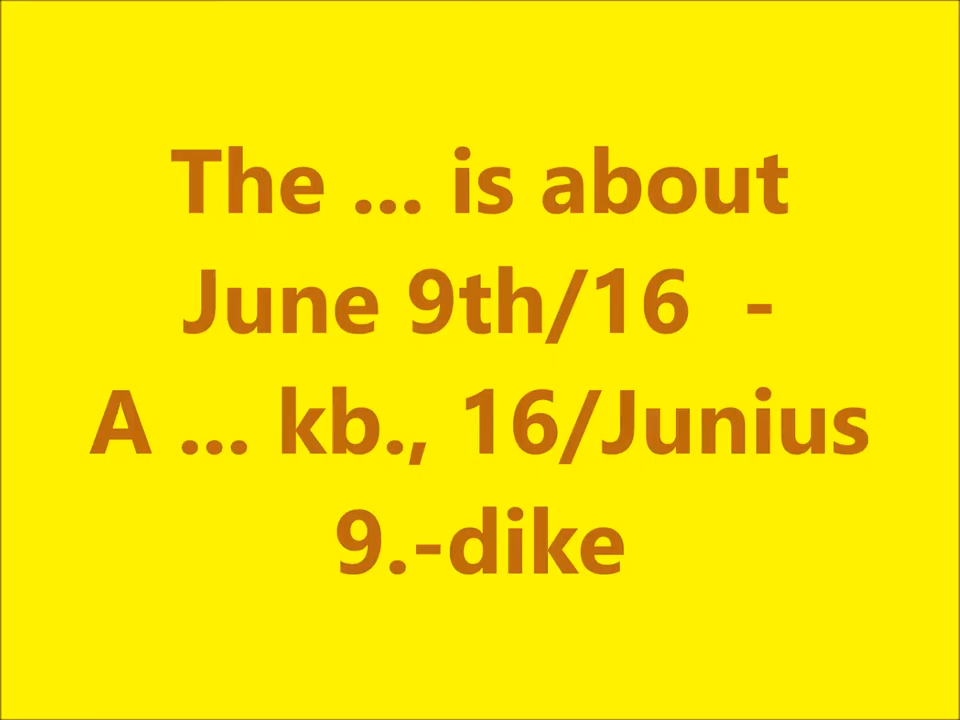 The ... is about
June 9th/16  -
A ... kb., 16/Junius
9.-dike